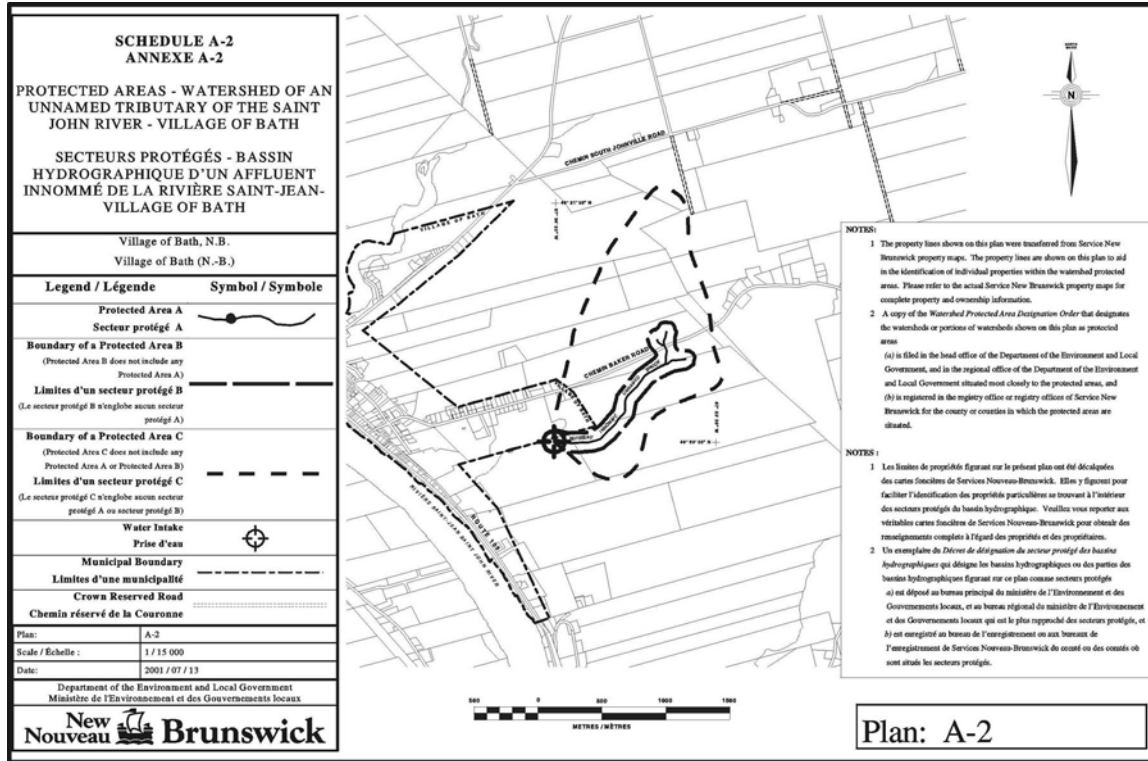 SCHEDULE A-2
ANNEXE A-2
PROTECTED AREAS - WATERSHED OF AN
UNNAMED TRIBUTARY OF THE SAINT
JOHN RIVER - VILLAGE OF BATH
SECTEURS PROTÉGÉS - BASSIN
HYDROGRAPHIQUE D'UN AFFLUENT
INNOMMÉ DE LA RIVIÈRE SAINT-JEAN-
VILLAGE OF BATH
Village of Bath, N.B.
Village of Bath (N.-B.)
Legend / Légende Symbol / Symbole
Protected Area A
Secteur protégé A
Boundary of a Protected Area B
(Protected Area B does not include any
Protected Area A)
Limites d'un secteur protégé B
(Le secteur protégé B n'englobe aucun secteur
protégé A)
Boundary of a Protected Area C
(Protected Area C does not include any
Protected Area A or Protected Area B)
Limites d'un secteur protégé C
(Le secteur protégé C n'englobe aucun secteur
protégé A ou secteur protégé B)
Water Intake
Prise d'eau
Municipal Boundary
Limites d'une municipalité
Crown Reserved Road
Chemin réservé de la Couronne
Plan: A-2
Scale / Échelle : 1 / 15 000
Date: 2001 / 07 / 13
Department of the Environment and Local Government
Ministère de l'Environnement et des Gouvernements locaux
New
Nouveau Brunswick
CHEMIN SOUTH JOHNVILLE ROAD
VILLAGE OF BATH
CHEMIN BAKER ROAD
ROUTE 105
RIVIÈRE SAINT-JEAN SAINT JOHN RIVER
N
NOTES:
1 The property lines shown on this plan were transferred from Service New
Brunswick property maps. The property lines are shown on this plan to aid
in the identification of individual properties within the watershed protected
areas. Please refer to the actual Service New Brunswick property maps for
complete property and ownership information.
2 A copy of the Watershed Protected Area Designation Order that designates
the watersheds or portions of watersheds shown on this plan as protected
areas
(a) is filed in the head office of the Department of the Environment and Local
Government, and in the regional office of the Department of the Environment
and Local Government situated most closely to the protected areas, and
(b) is registered in the registry office or registry offices of Service New
Brunswick for the county or counties in which the protected areas are
situated.
NOTES :
1 Les limites de propriétés figurant sur le présent plan ont été décalquées
des cartes foncières de Services Nouveau-Brunswick. Elles y figurent pour
faciliter l'identification des propriétés particulières se trouvant à l'intérieur
des secteurs protégés du bassin hydrographique. Veuillez vous reporter aux
véritables cartes foncières de Services Nouveau-Brunswick pour obtenir des
renseignements complets à l'égard des propriétés et des propriétaires.
2 Un exemplaire du Décret de désignation du secteur protégé des bassins
hydrographiques qui désigne les bassins hydrographiques ou des parties des
bassins hydrographiques figurant sur ce plan comme secteurs protégés
a) est déposé au bureau principal du ministère de l'Environnement et des
Gouvernements locaux, et au bureau régional du ministère de l'Environnement
et des Gouvernements locaux qui est le plus rapproché des secteurs protégés, et
b) est enregistré au bureau de l'enregistrement ou aux bureaux de
l'enregistrement de Services Nouveau-Brunswick du comté ou des comtés où
sont situés les secteurs protégés.
500 0 500 1000 1500
METRES / MÈTRES
Plan: A-2